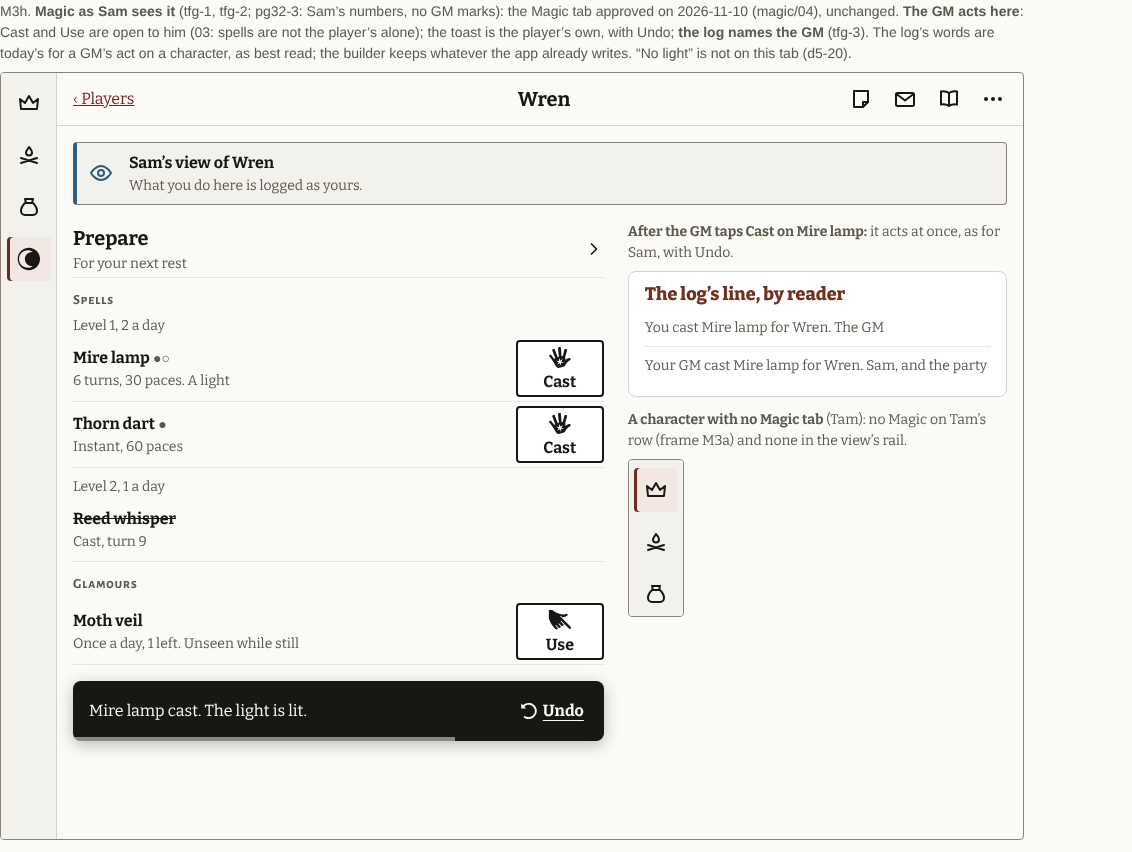 M3h. Magic as Sam sees it (tfg-1, tfg-2; pg32-3: Sam’s numbers, no GM marks): the Magic tab approved on 2026-11-10 (magic/04), unchanged. The GM acts here:
Cast and Use are open to him (03: spells are not the player’s alone); the toast is the player’s own, with Undo; the log names the GM (tfg-3). The log’s words are
today’s for a GM’s act on a character, as best read; the builder keeps whatever the app already writes. “No light” is not on this tab (d5-20).
‹ Players
Wren
Sam’s view of Wren
What you do here is logged as yours.
Prepare
For your next rest
Spells
Level 1, 2 a day
Mire lamp ●○
6 turns, 30 paces. A light
Cast
Thorn dart ●
Instant, 60 paces
Cast
Level 2, 1 a day
Reed whisper
Cast, turn 9
Glamours
Moth veil
Once a day, 1 left. Unseen while still
Use
Mire lamp cast. The light is lit.
Undo
After the GM taps Cast on Mire lamp: it acts at once, as for
Sam, with Undo.
The log’s line, by reader
You cast Mire lamp for Wren. The GM
Your GM cast Mire lamp for Wren. Sam, and the party
A character with no Magic tab (Tam): no Magic on Tam’s
row (frame M3a) and none in the view’s rail.